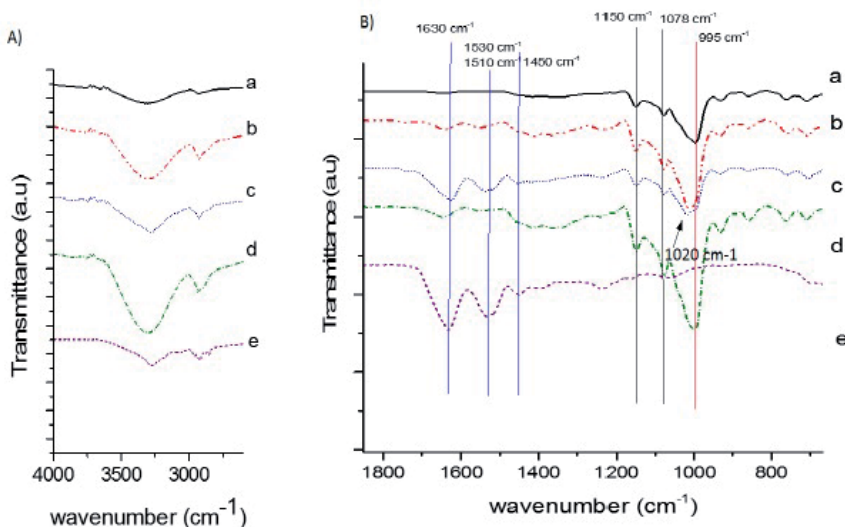 A)
a
b
c
d
e
Transmittance (a.u)
4000 3500 3000
wavenumber (cm⁻¹)
B)
1630 cm⁻¹
1530 cm⁻¹
1510 cm⁻¹ 1450 cm⁻¹
1150 cm⁻¹ 1078 cm⁻¹
995 cm⁻¹
a
b
c
1020 cm-1
d
e
Transmittance (a.u)
1800 1600 1400 1200 1000 800
wavenumber (cm⁻¹)